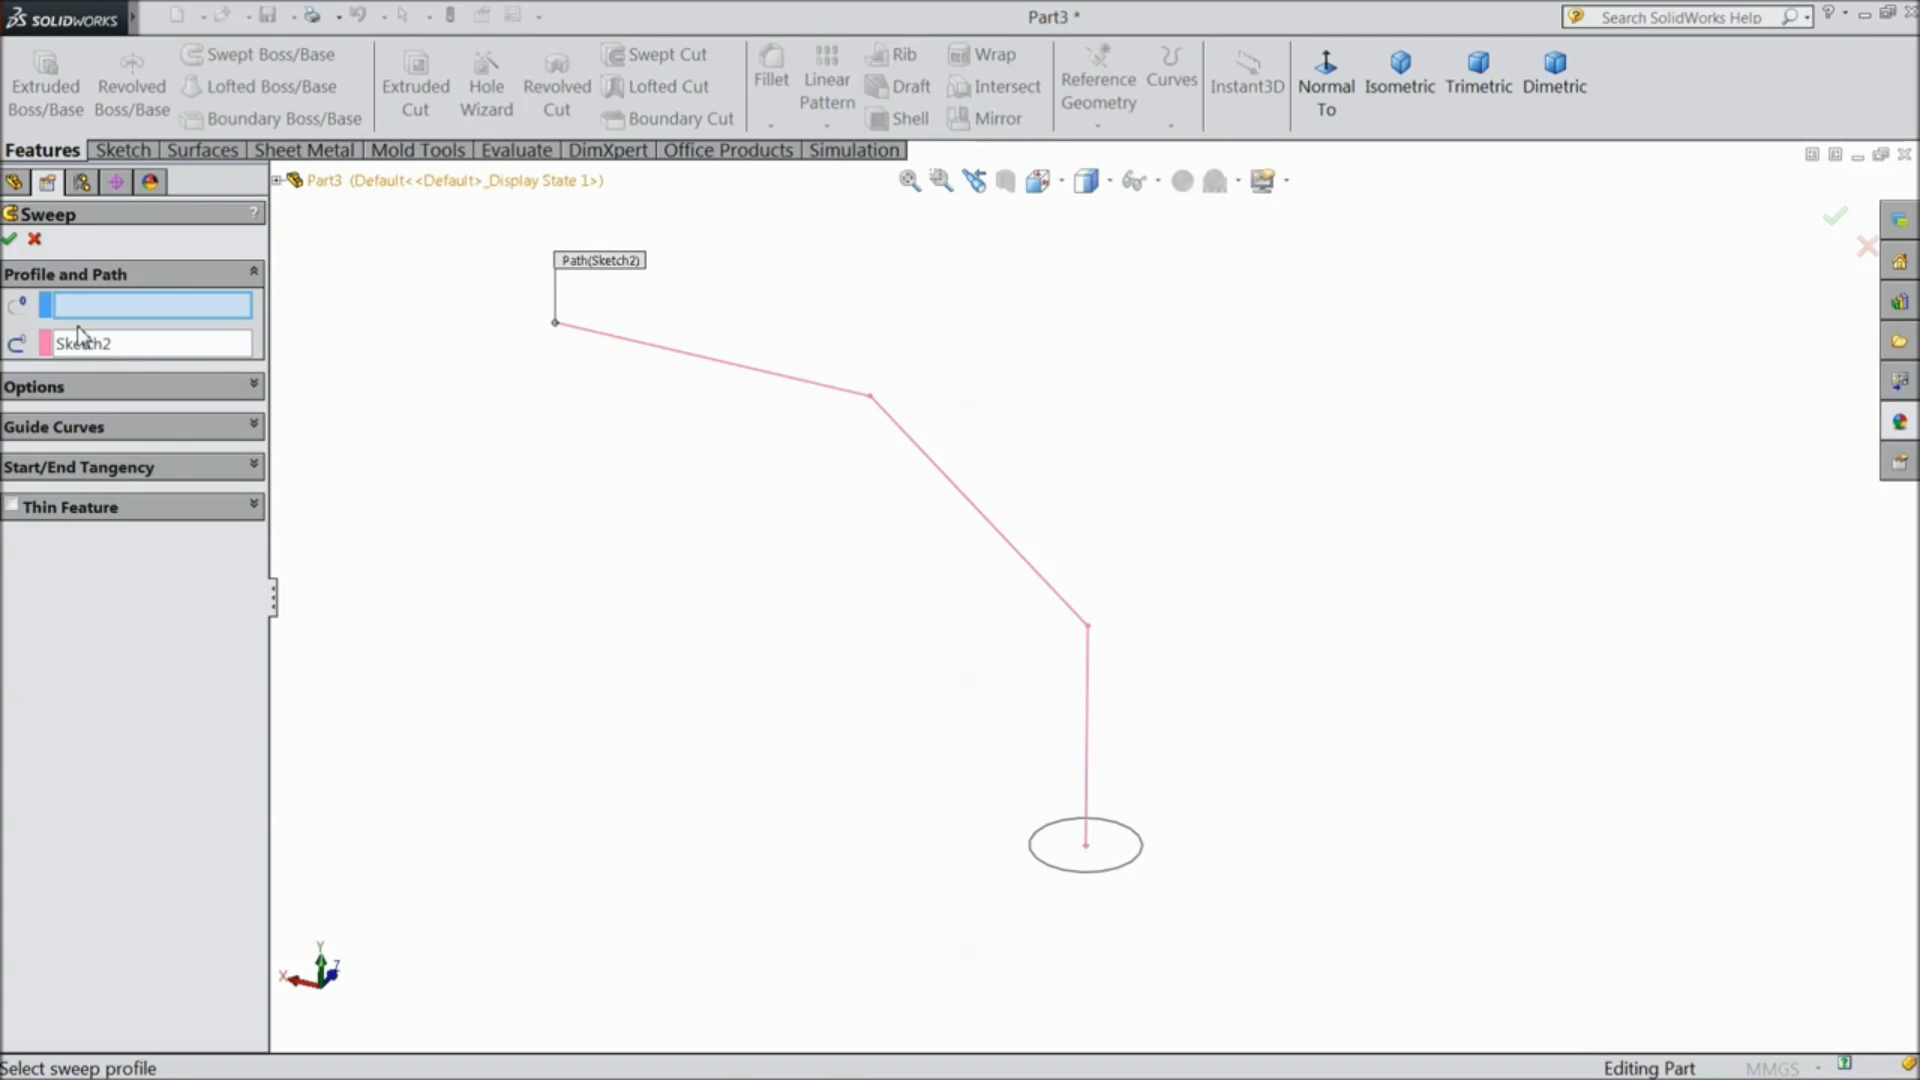 SOLIDWORKS
Part3 *
Search SolidWorks Help
Extruded Boss/Base
Revolved Boss/Base
Swept Boss/Base
Lofted Boss/Base
Boundary Boss/Base
Extruded Cut
Hole Wizard
Revolved Cut
Swept Cut
Lofted Cut
Boundary Cut
Fillet
Linear Pattern
Rib
Draft
Shell
Wrap
Intersect
Mirror
Reference Geometry
Curves
Instant3D
Normal To
Isometric
Trimetric
Dimetric
Features
Sketch
Surfaces
Sheet Metal
Mold Tools
Evaluate
DimXpert
Office Products
Simulation
Part3 (Default<<Default>_Display State 1>)
Sweep
?
Profile and Path
Sketch2
Options
Guide Curves
Start/End Tangency
Thin Feature
Path(Sketch2)
Y
X
Z
Select sweep profile
Editing Part
MMGS